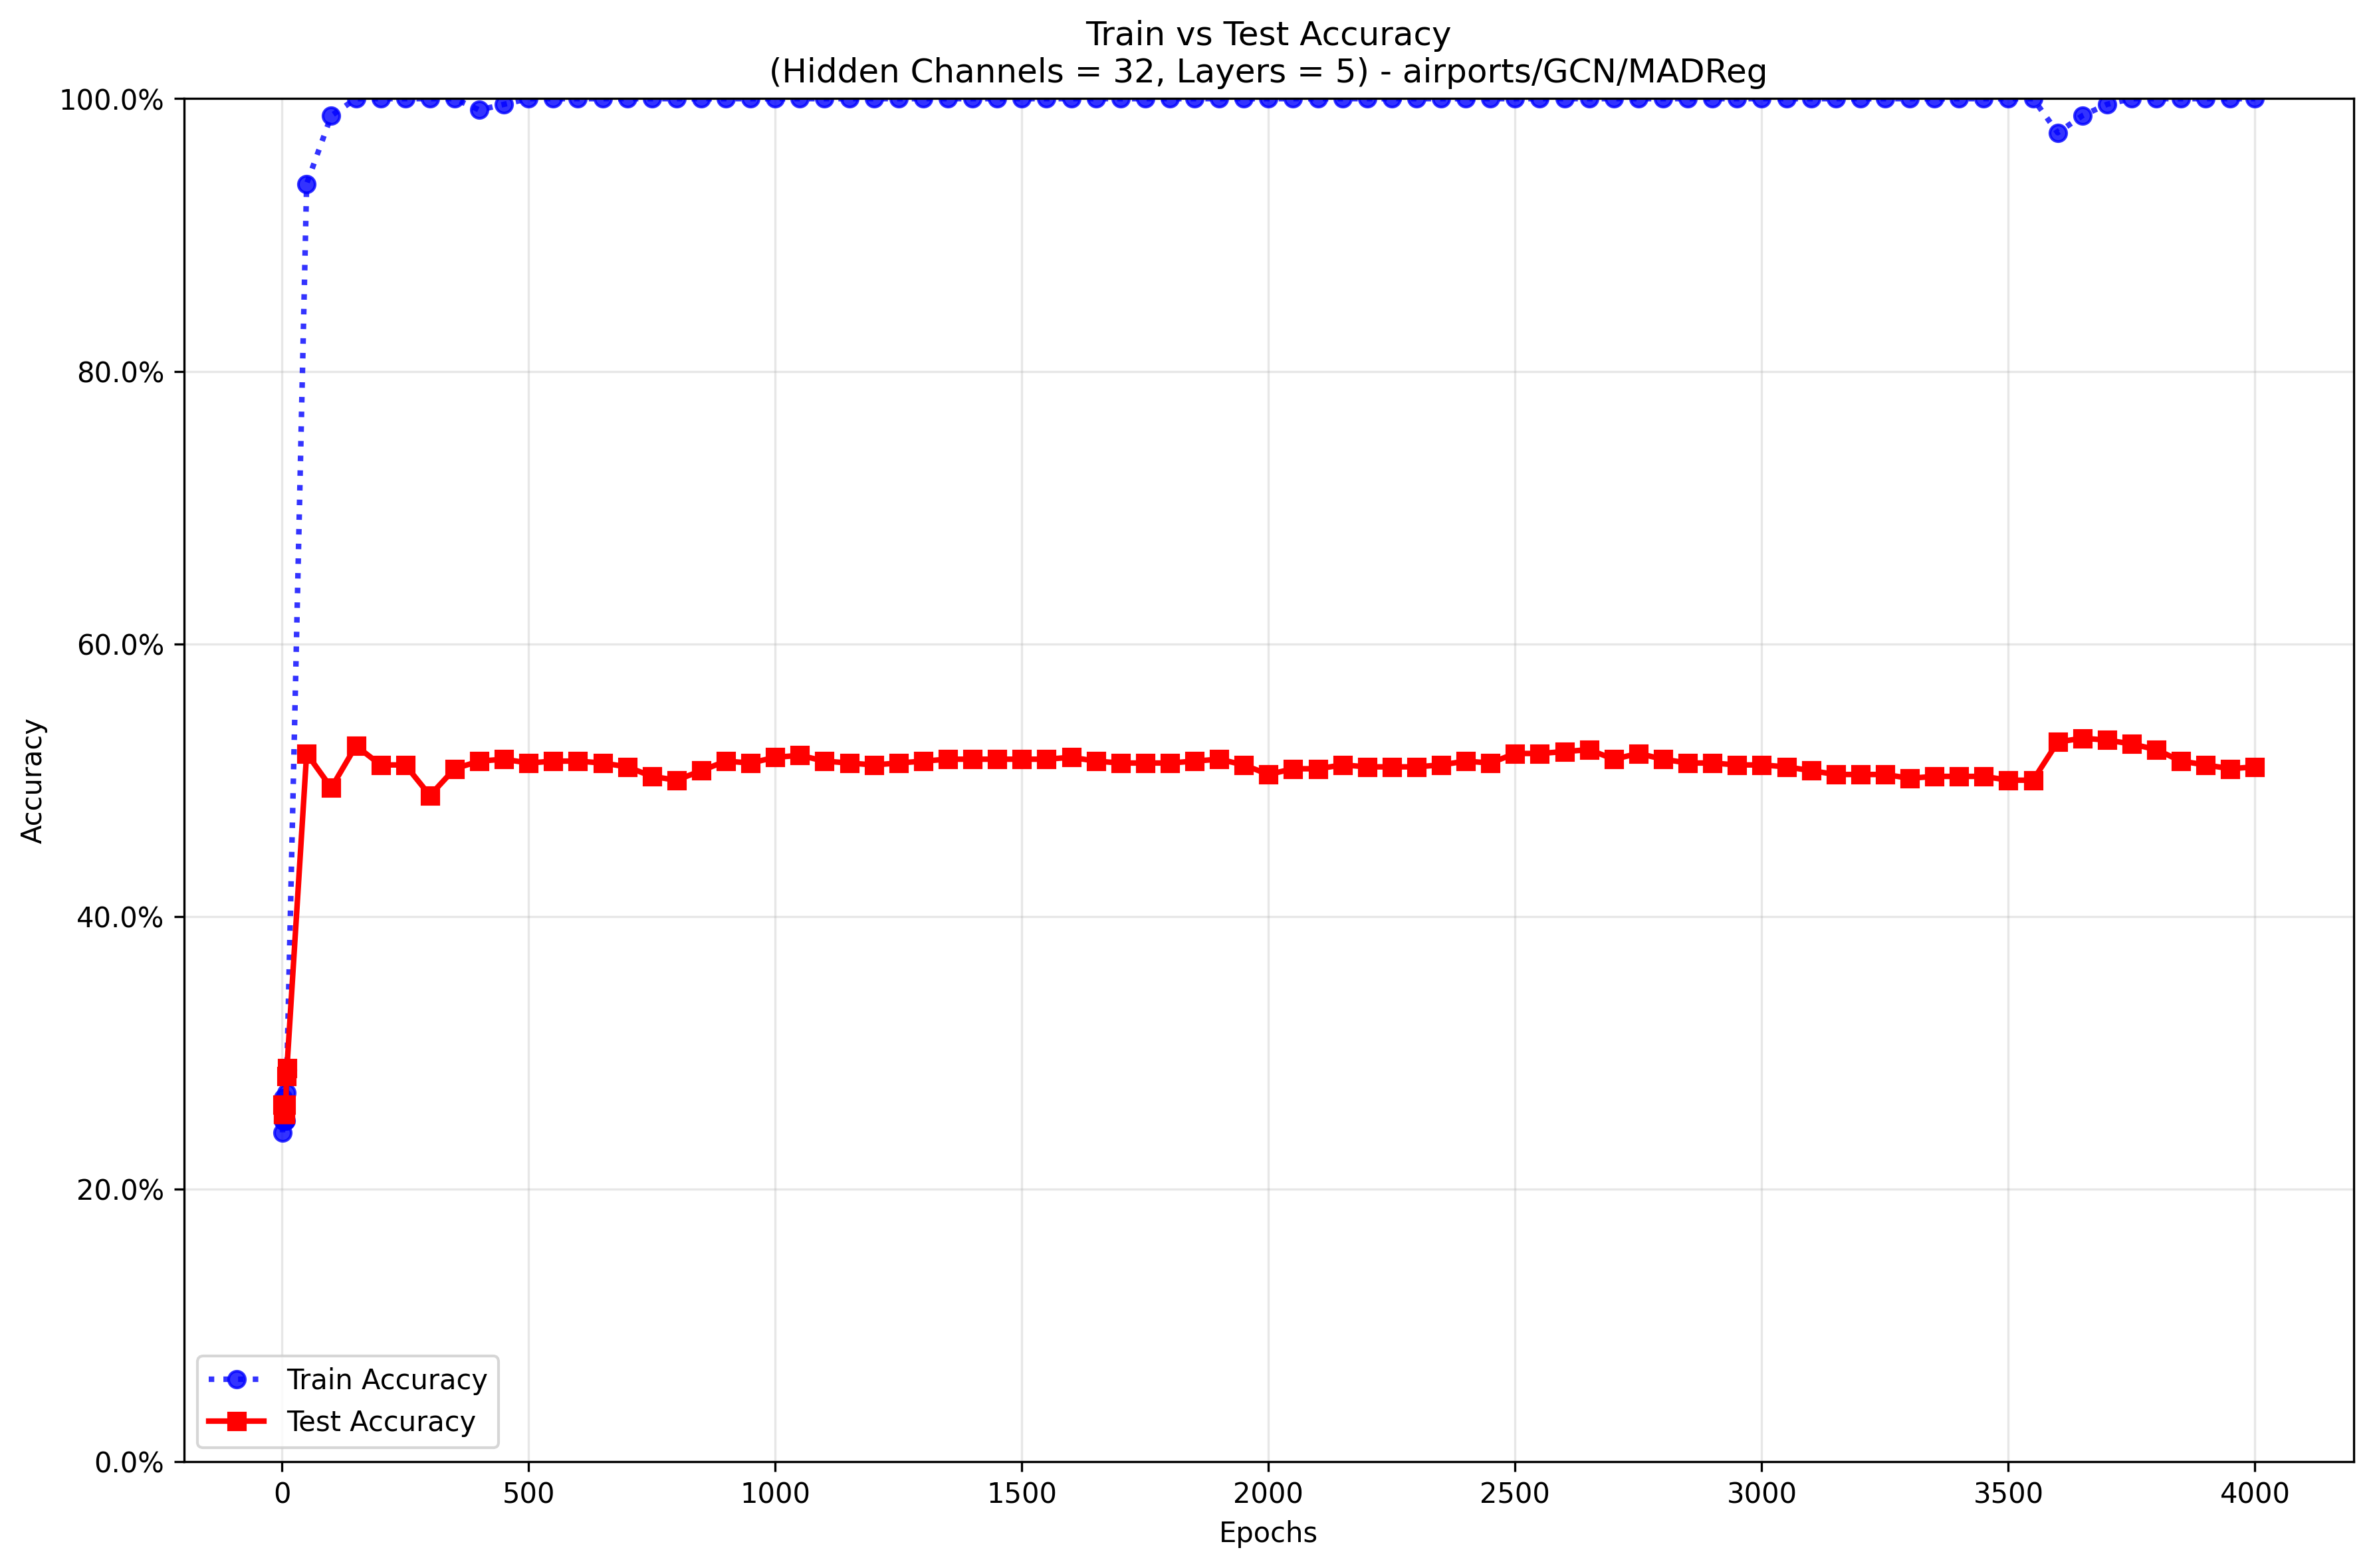 Train vs Test Accuracy
(Hidden Channels = 32, Layers = 5) - airports/GCN/MADReg
100.0%
80.0%
60.0%
40.0%
20.0%
0.0%
Accuracy
Train Accuracy
Test Accuracy
0 500 1000 1500 2000 2500 3000 3500 4000
Epochs